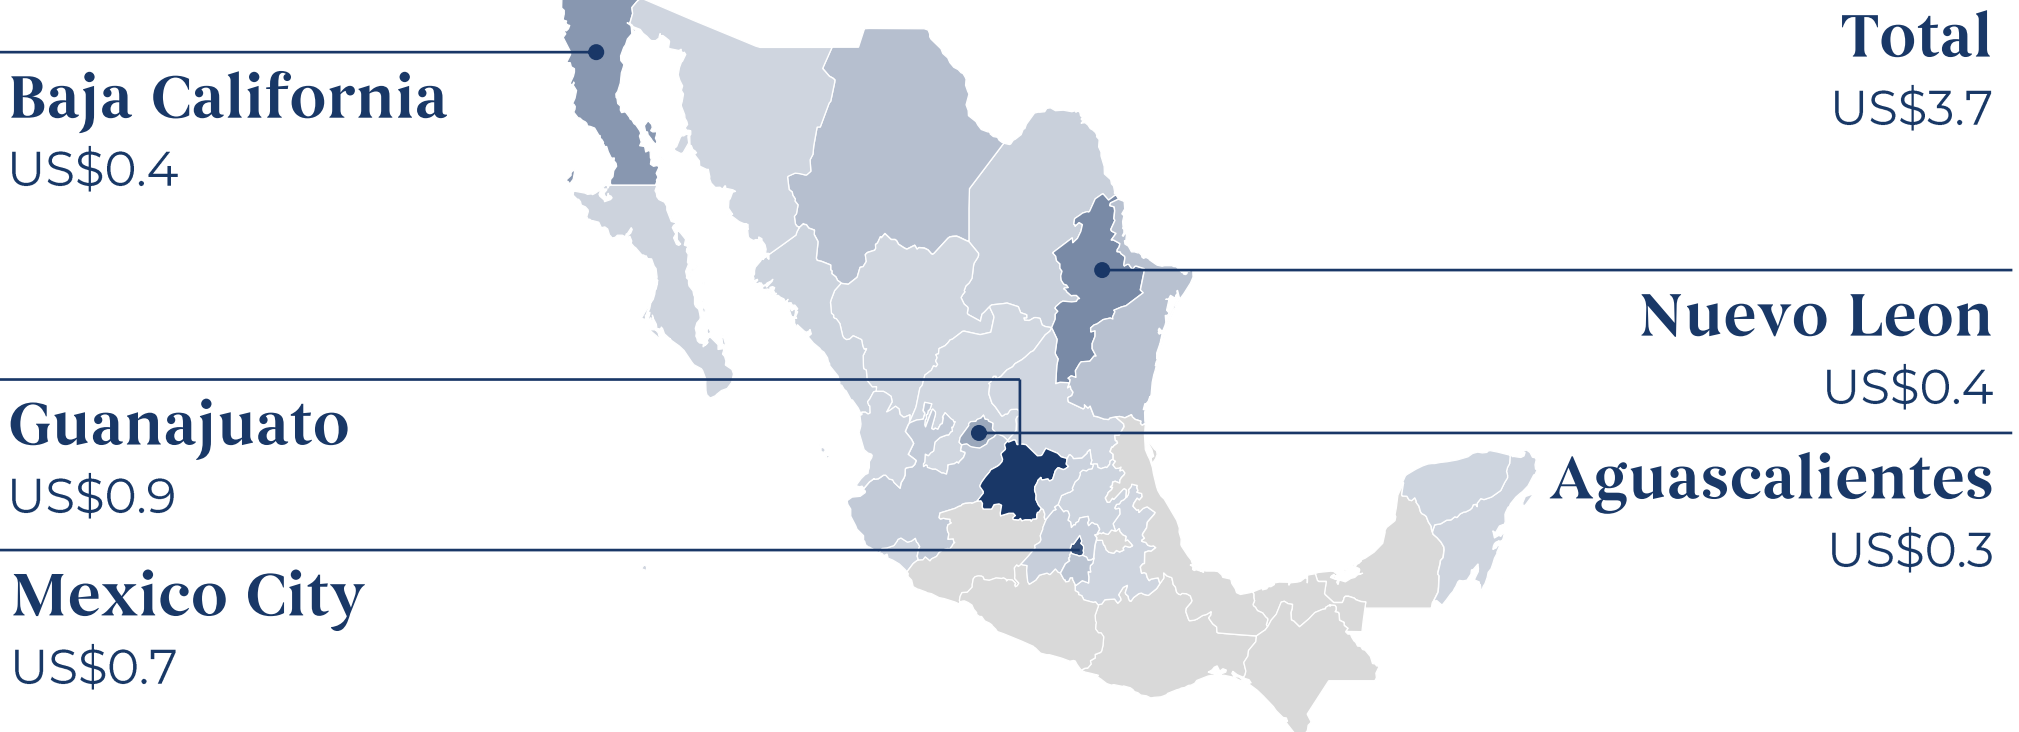 Baja California
US$0.4
Guanajuato
US$0.9
Mexico City
US$0.7
Total
US$3.7
Nuevo Leon
US$0.4
Aguascalientes
US$0.3